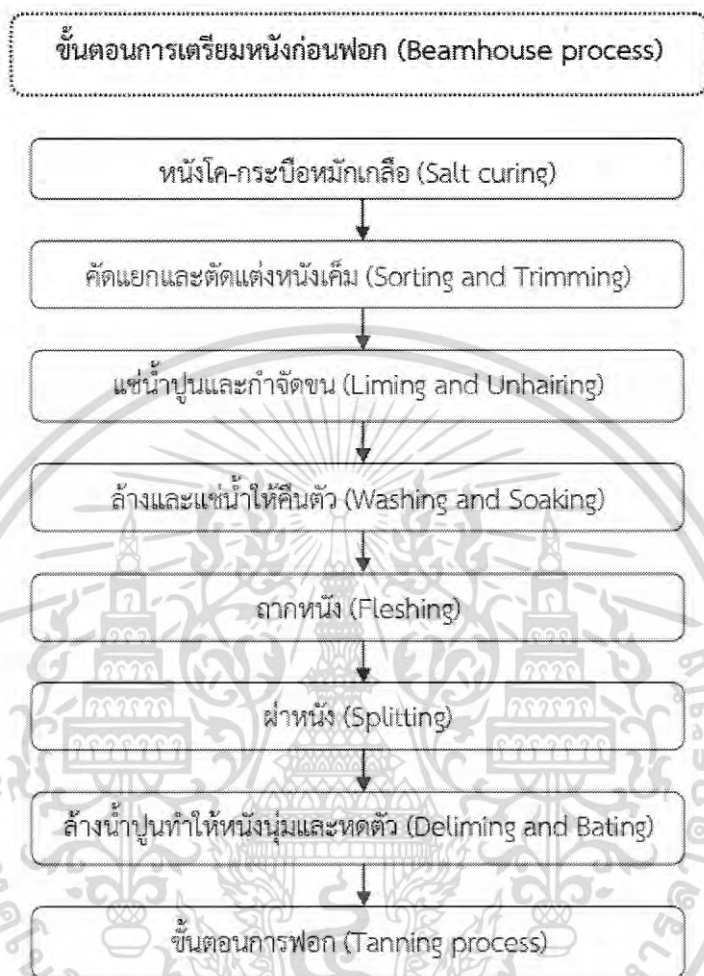 ขั้นตอนการเตรียมหนังก่อนฟอก (Beamhouse process)
หนังโค-กระบือหมักเกลือ (Salt curing)
คัดแยกและตัดแต่งหนังเค็ม (Sorting and Trimming)
แช่น้ำปูนและกำจัดขน (Liming and Unhairing)
ล้างและแช่น้ำให้คืนตัว (Washing and Soaking)
ถากหนัง (Fleshing)
ผ่าหนัง (Splitting)
ล้างน้ำปูนทำให้หนังนุ่มและหดตัว (Deliming and Bating)
ขั้นตอนการฟอก (Tanning process)